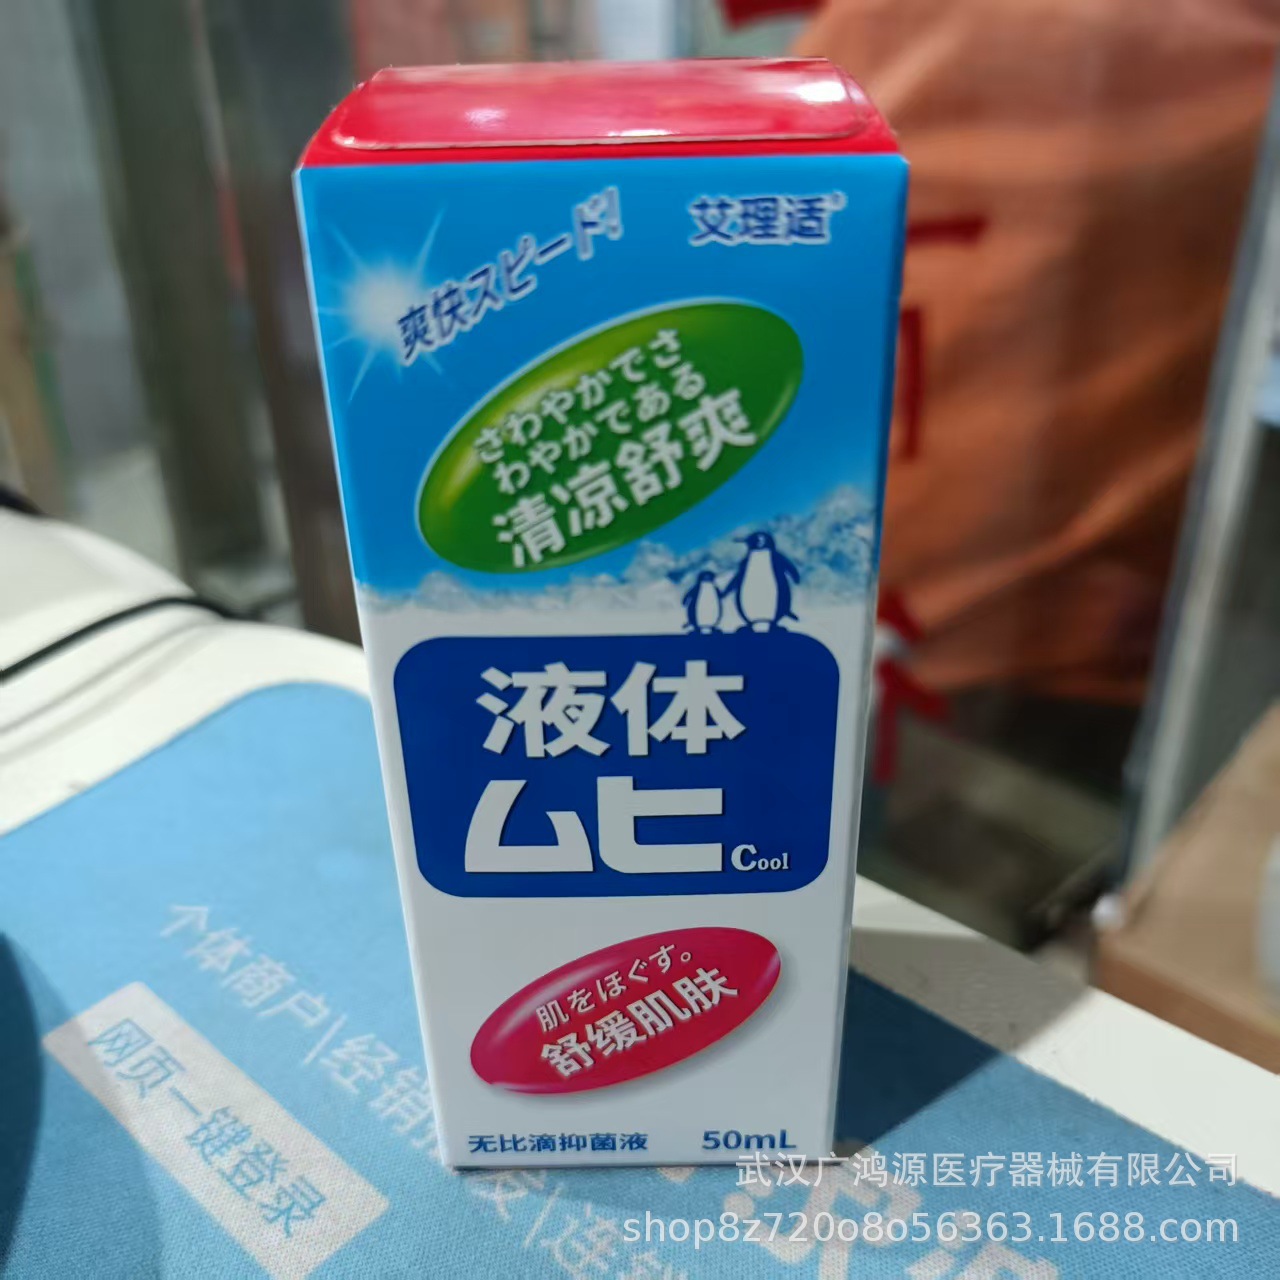 艾理适®
爽快スピード!
さわやかでさ
わやかである
清凉舒爽
液体
ムヒ
Cool
肌をほぐす。
舒缓肌肤
无比滴抑菌液 50mL
个体商户|经销
网页一键登录
武汉广鸿源医疗器械有限公司
shop8z720o8o56363.1688.com